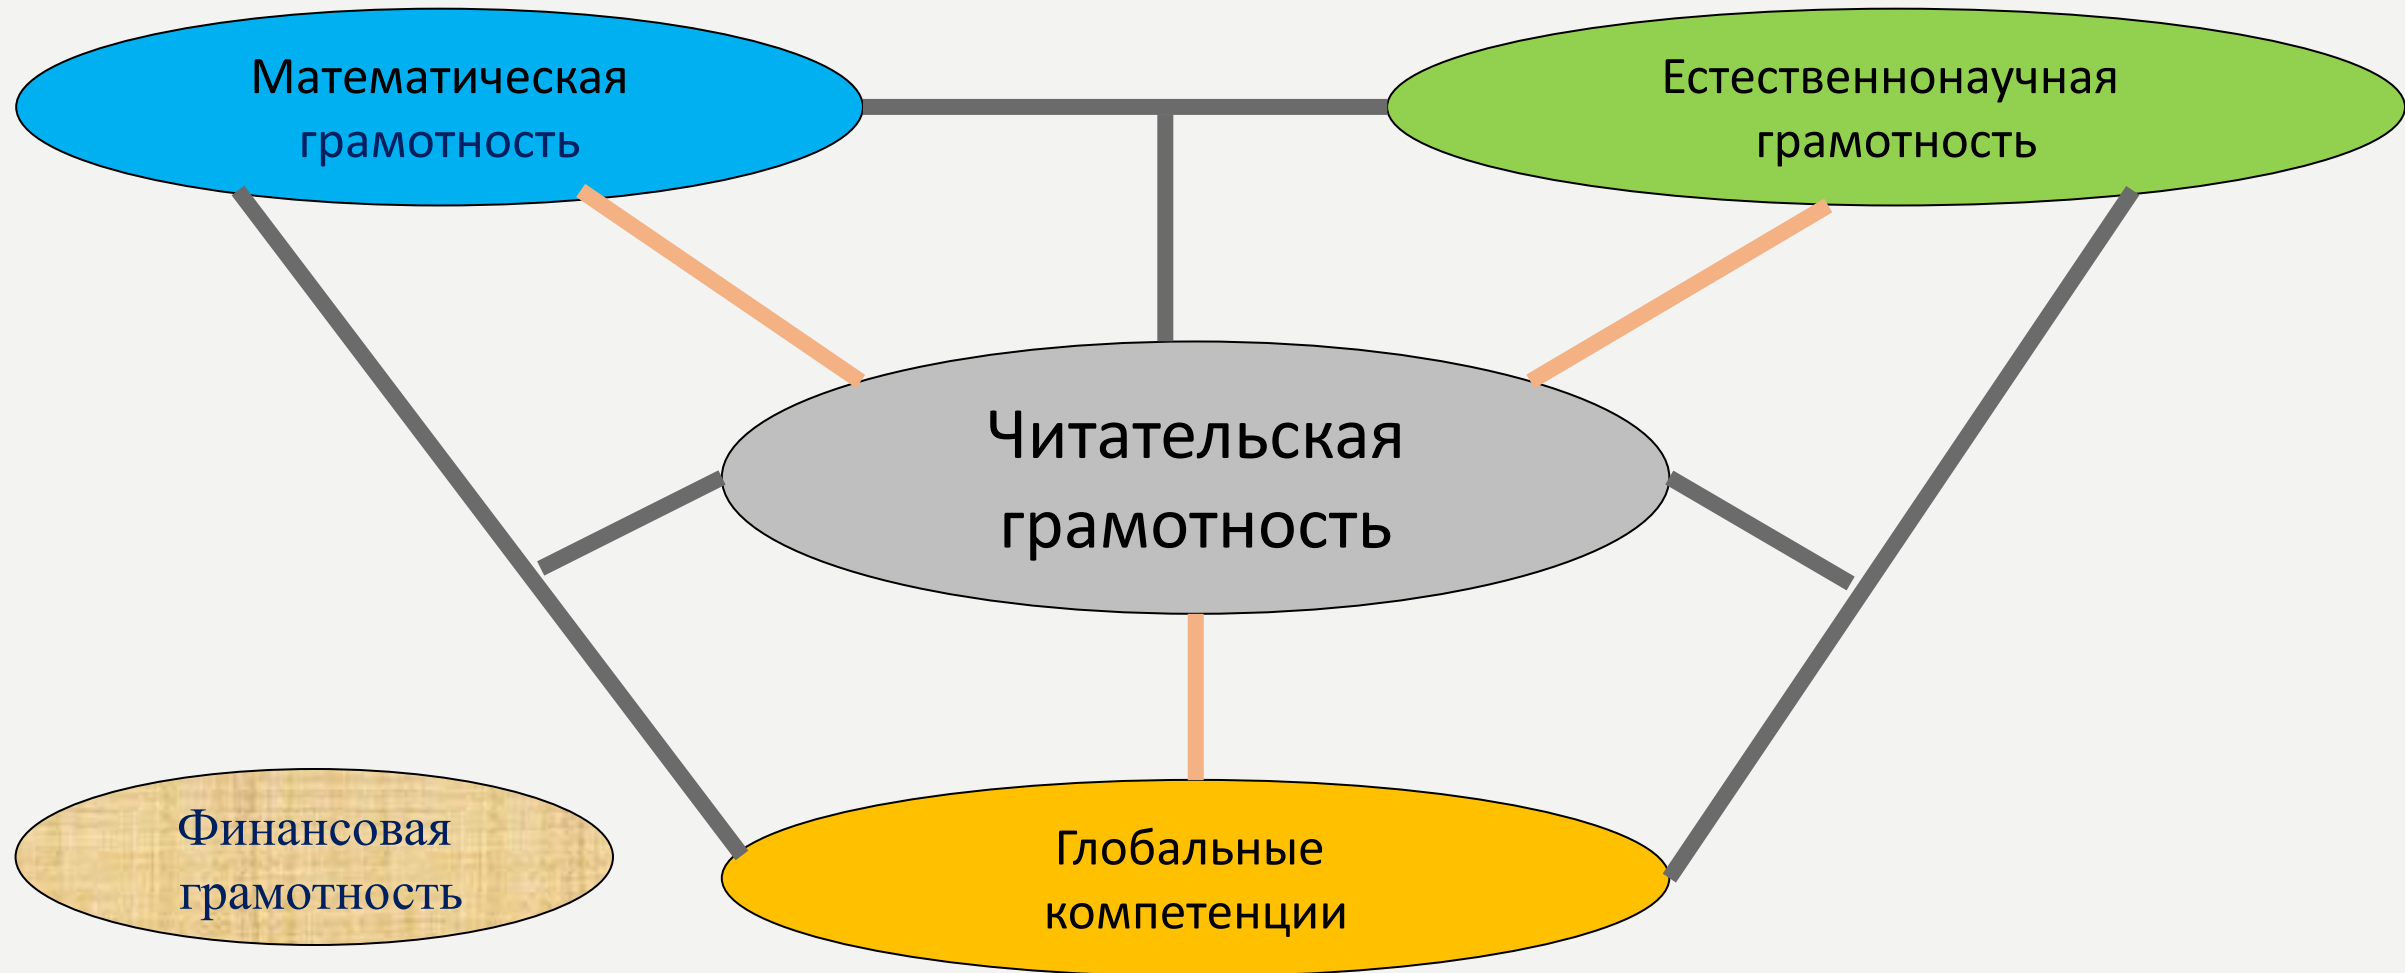 Математическая
грамотность
Естественнонаучная
грамотность
Читательская
грамотность
Финансовая
грамотность
Глобальные
компетенции